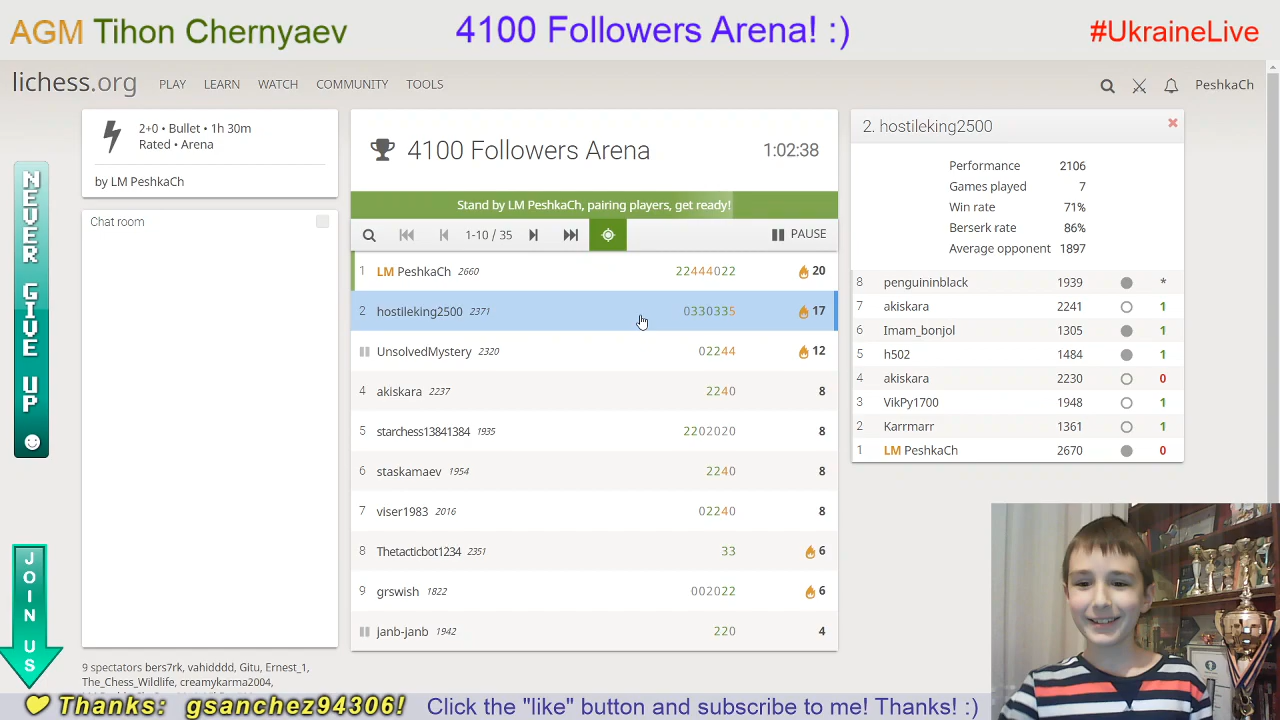 AGM Tihon Chernyaev
4100 Followers Arena! :)
#UkraineLive
lichess.org
PLAY LEARN WATCH COMMUNITY TOOLS
PeshkaCh
2+0 • Bullet • 1h 30m
Rated • Arena
by LM PeshkaCh
Chat room
NEVER GIVE UP
JOIN US
4100 Followers Arena 1:02:38
Stand by LM PeshkaCh, pairing players, get ready!
1-10 / 35 PAUSE
1 LM PeshkaCh 2660 22444022 20
2 hostileking2500 2371 0330335 17
UnsolvedMystery 2320 02244 12
4 akiskara 2237 2240 8
5 starchess13841384 1935 2202020 8
6 staskamaev 1954 2240 8
7 viser1983 2016 02240 8
8 Thetacticbot1234 2351 33 6
9 grswish 1822 002022 6
janb-janb 1942 220 4
2. hostileking2500
Performance 2106
Games played 7
Win rate 71%
Berserk rate 86%
Average opponent 1897
8 penguininblack 1939 *
7 akiskara 2241 1
6 Imam_bonjol 1305 1
5 h502 1484 1
4 akiskara 2230 0
3 VikPy1700 1948 1
2 Karrmarr 1361 1
1 LM PeshkaCh 2670 0
9 spectators bers7rk, vahidddd, Gitu, Ernest_1,
The_Chess_Wildlife, creamykarma2004,
Thanks: gsanchez94306!
Click the "like" button and subscribe to me! Thanks! :)